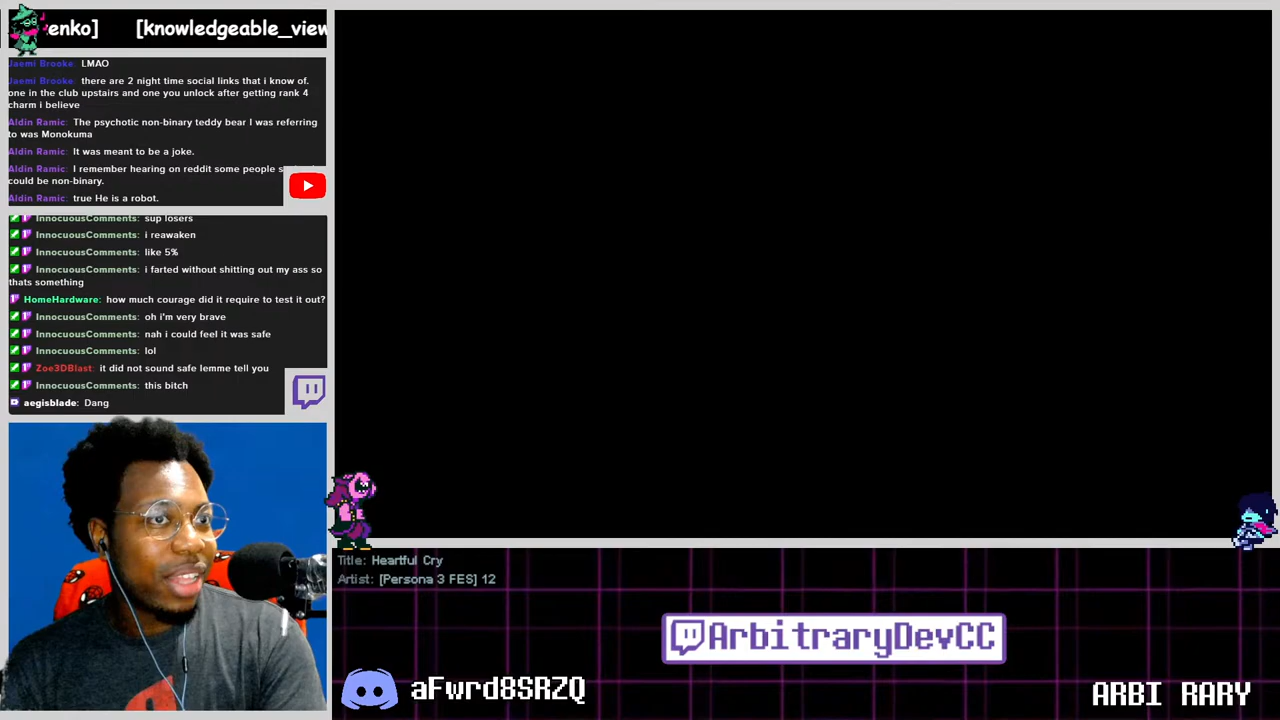 enko] [knowledgeable_view
Jaemi Brooke: LMAO
Jaemi Brooke: there are 2 night time social links that i know of.
one in the club upstairs and one you unlock after getting rank 4
charm i believe
Aldin Ramic: The psychotic non-binary teddy bear I was referring
to was Monokuma
Aldin Ramic: It was meant to be a joke.
Aldin Ramic: I remember hearing on reddit some people
could be non-binary.
Aldin Ramic: true He is a robot.
InnocuousComments: sup losers
InnocuousComments: i reawaken
InnocuousComments: like 5%
InnocuousComments: i farted without shitting out my ass so
thats something
HomeHardware: how much courage did it require to test it out?
InnocuousComments: oh i'm very brave
InnocuousComments: nah i could feel it was safe
InnocuousComments: lol
Zoe3DBlast: it did not sound safe lemme tell you
InnocuousComments: this bitch
aegisblade: Dang
Title: Heartful Cry
Artist: [Persona 3 FES] 12
ArbitraryDevCC
aFwrd8SRZQ
ARBI RARY